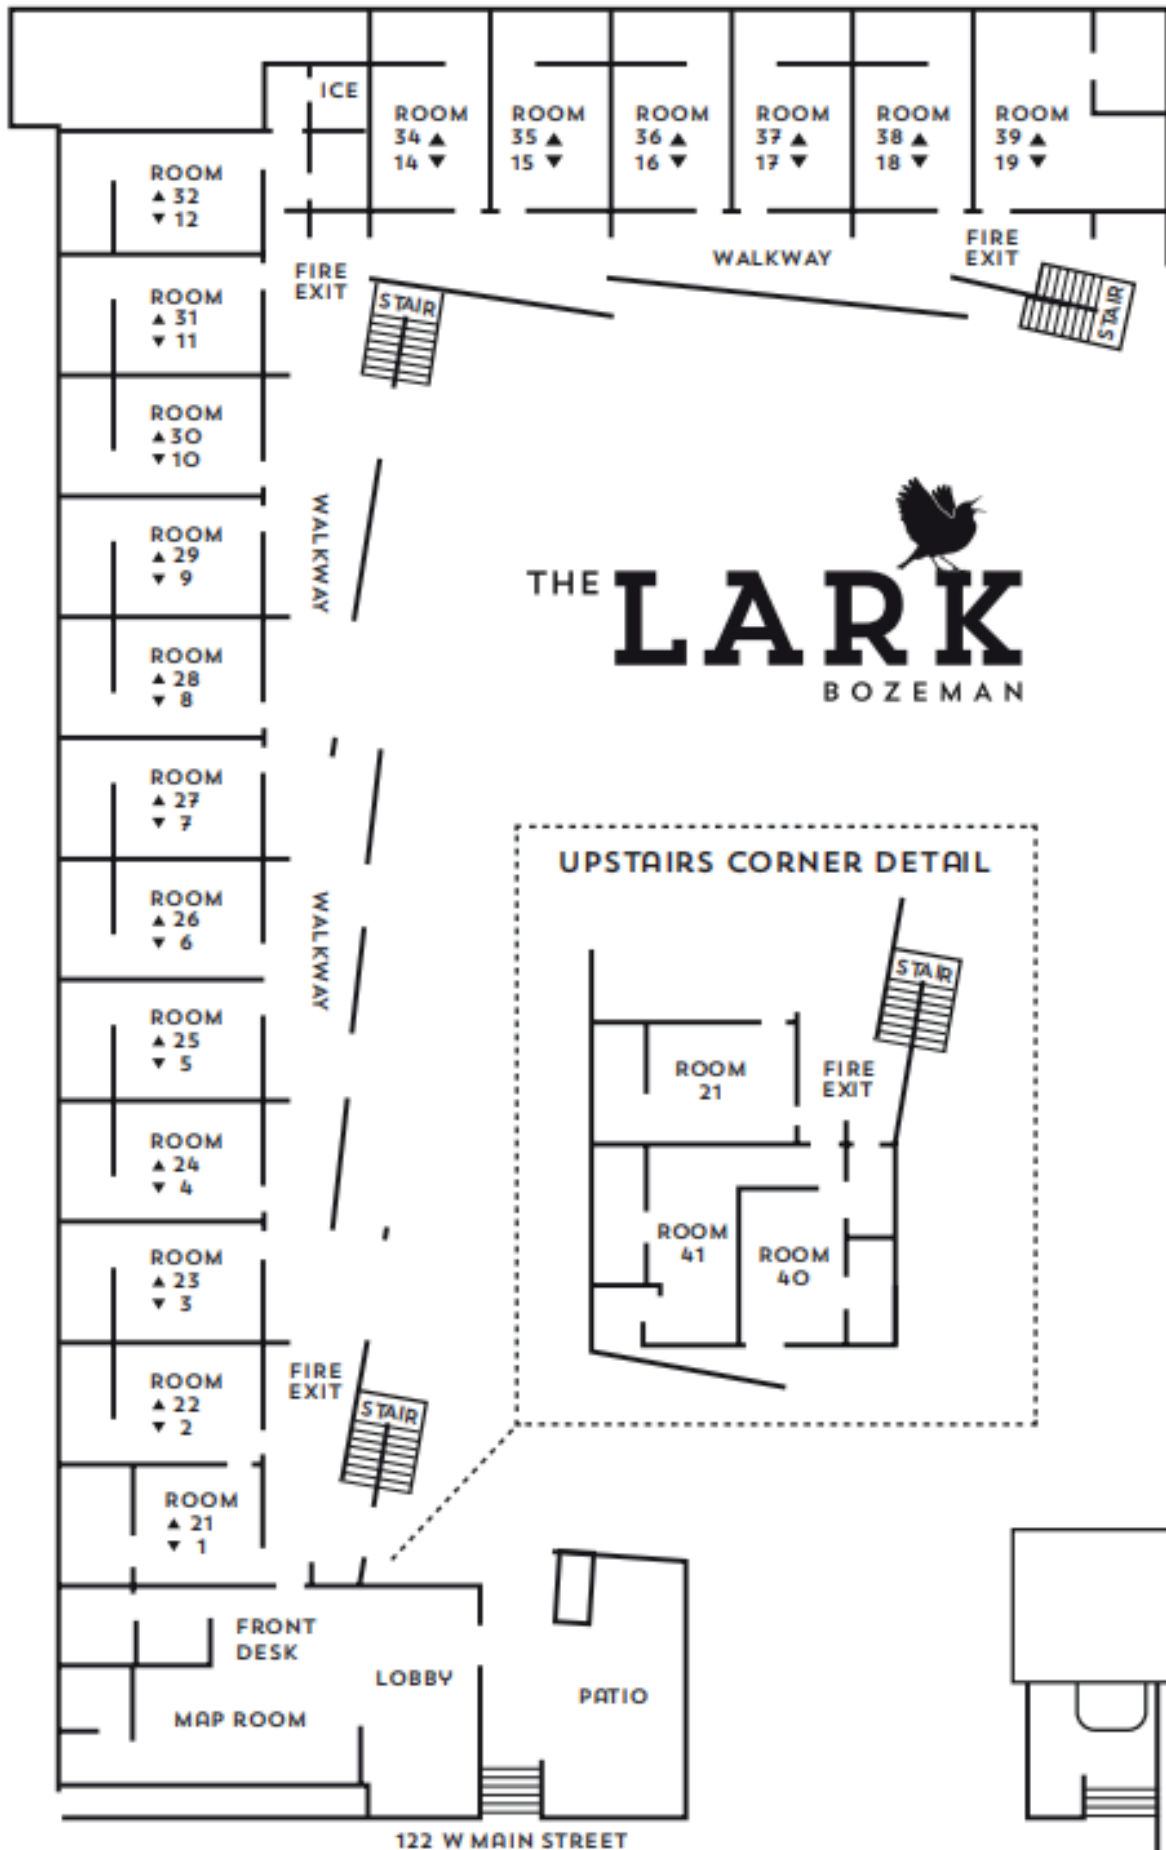 ICE
ROOM
34 ▲
14 ▼
ROOM
35 ▲
15 ▼
ROOM
36 ▲
16 ▼
ROOM
37 ▲
17 ▼
ROOM
38 ▲
18 ▼
ROOM
39 ▲
19 ▼
ROOM
▲ 32
▼ 12
FIRE
EXIT
STAIR
WALKWAY
FIRE
EXIT
STAIR
ROOM
▲ 31
▼ 11
ROOM
▲ 30
▼ 10
WALKWAY
ROOM
▲ 29
▼ 9
THE LARK
BOZEMAN
ROOM
▲ 28
▼ 8
ROOM
▲ 27
▼ 7
WALKWAY
ROOM
▲ 26
▼ 6
ROOM
▲ 25
▼ 5
ROOM
▲ 24
▼ 4
ROOM
▲ 23
▼ 3
FIRE
EXIT
STAIR
ROOM
▲ 22
▼ 2
ROOM
▲ 21
▼ 1
UPSTAIRS CORNER DETAIL
STAIR
ROOM
21
FIRE
EXIT
ROOM
41
ROOM
40
FRONT
DESK
LOBBY
MAP ROOM
PATIO
122 W MAIN STREET